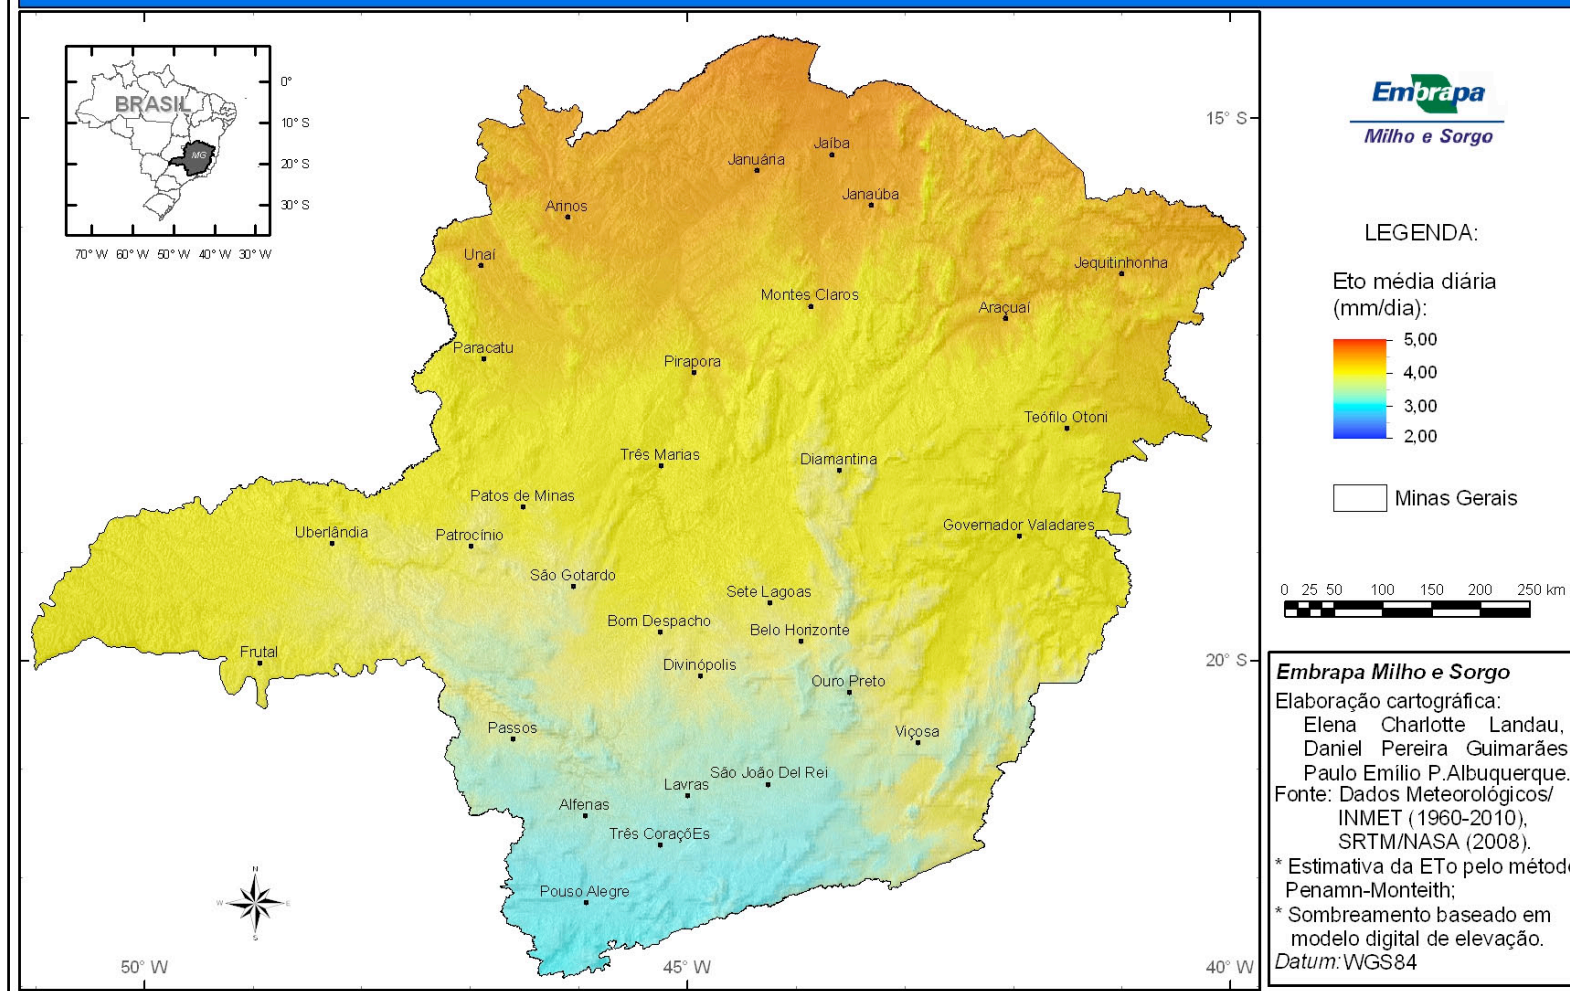 BRASIL
MG
0°
10° S
20° S
30° S
70° W
60° W
50° W
40° W
30° W
Jaíba
Januária
Janaúba
Arinos
Unaí
Jequitinhonha
Montes Claros
Araçuaí
Paracatu
Pirapora
Teófilo Otoni
Três Marias
Diamantina
Patos de Minas
Uberlândia
Patrocínio
Governador Valadares
São Gotardo
Sete Lagoas
Bom Despacho
Belo Horizonte
Frutal
Divinópolis
Ouro Preto
Passos
Viçosa
Lavras
São João Del Rei
Alfenas
Três CoraçõEs
Pouso Alegre
N
W
E
S
50° W
45° W
40° W
15° S
20° S
Embrapa
Milho e Sorgo
LEGENDA:
Eto média diária
(mm/dia):
5,00
4,00
3,00
2,00
Minas Gerais
0 25 50 100 150 200 250 km
Embrapa Milho e Sorgo
Elaboração cartográfica:
Elena Charlotte Landau,
Daniel Pereira Guimarães
Paulo Emílio P.Albuquerque.
Fonte: Dados Meteorológicos/
INMET (1960-2010),
SRTM/NASA (2008).
* Estimativa da ETo pelo método
Penamn-Monteith;
* Sombreamento baseado em
modelo digital de elevação.
Datum:WGS84